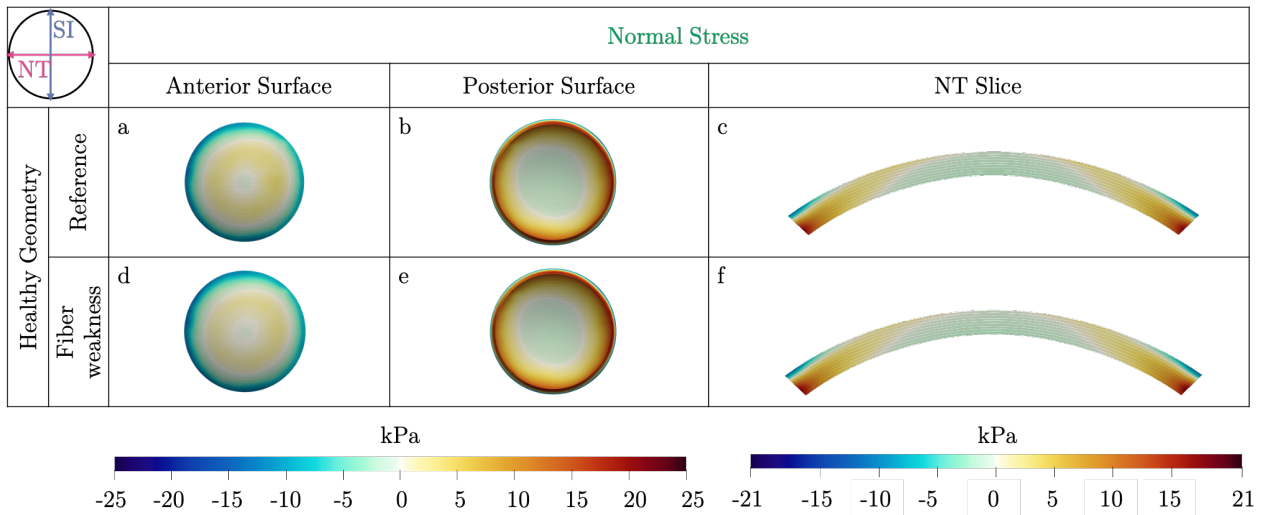 SI
NT
Normal Stress
Anterior Surface
Posterior Surface
NT Slice
Healthy Geometry
Reference
a
b
c
Fiber
weakness
d
e
f
kPa
-25 -20 -15 -10 -5 0 5 10 15 20 25
kPa
-21 -15 -10 -5 0 5 10 15 21